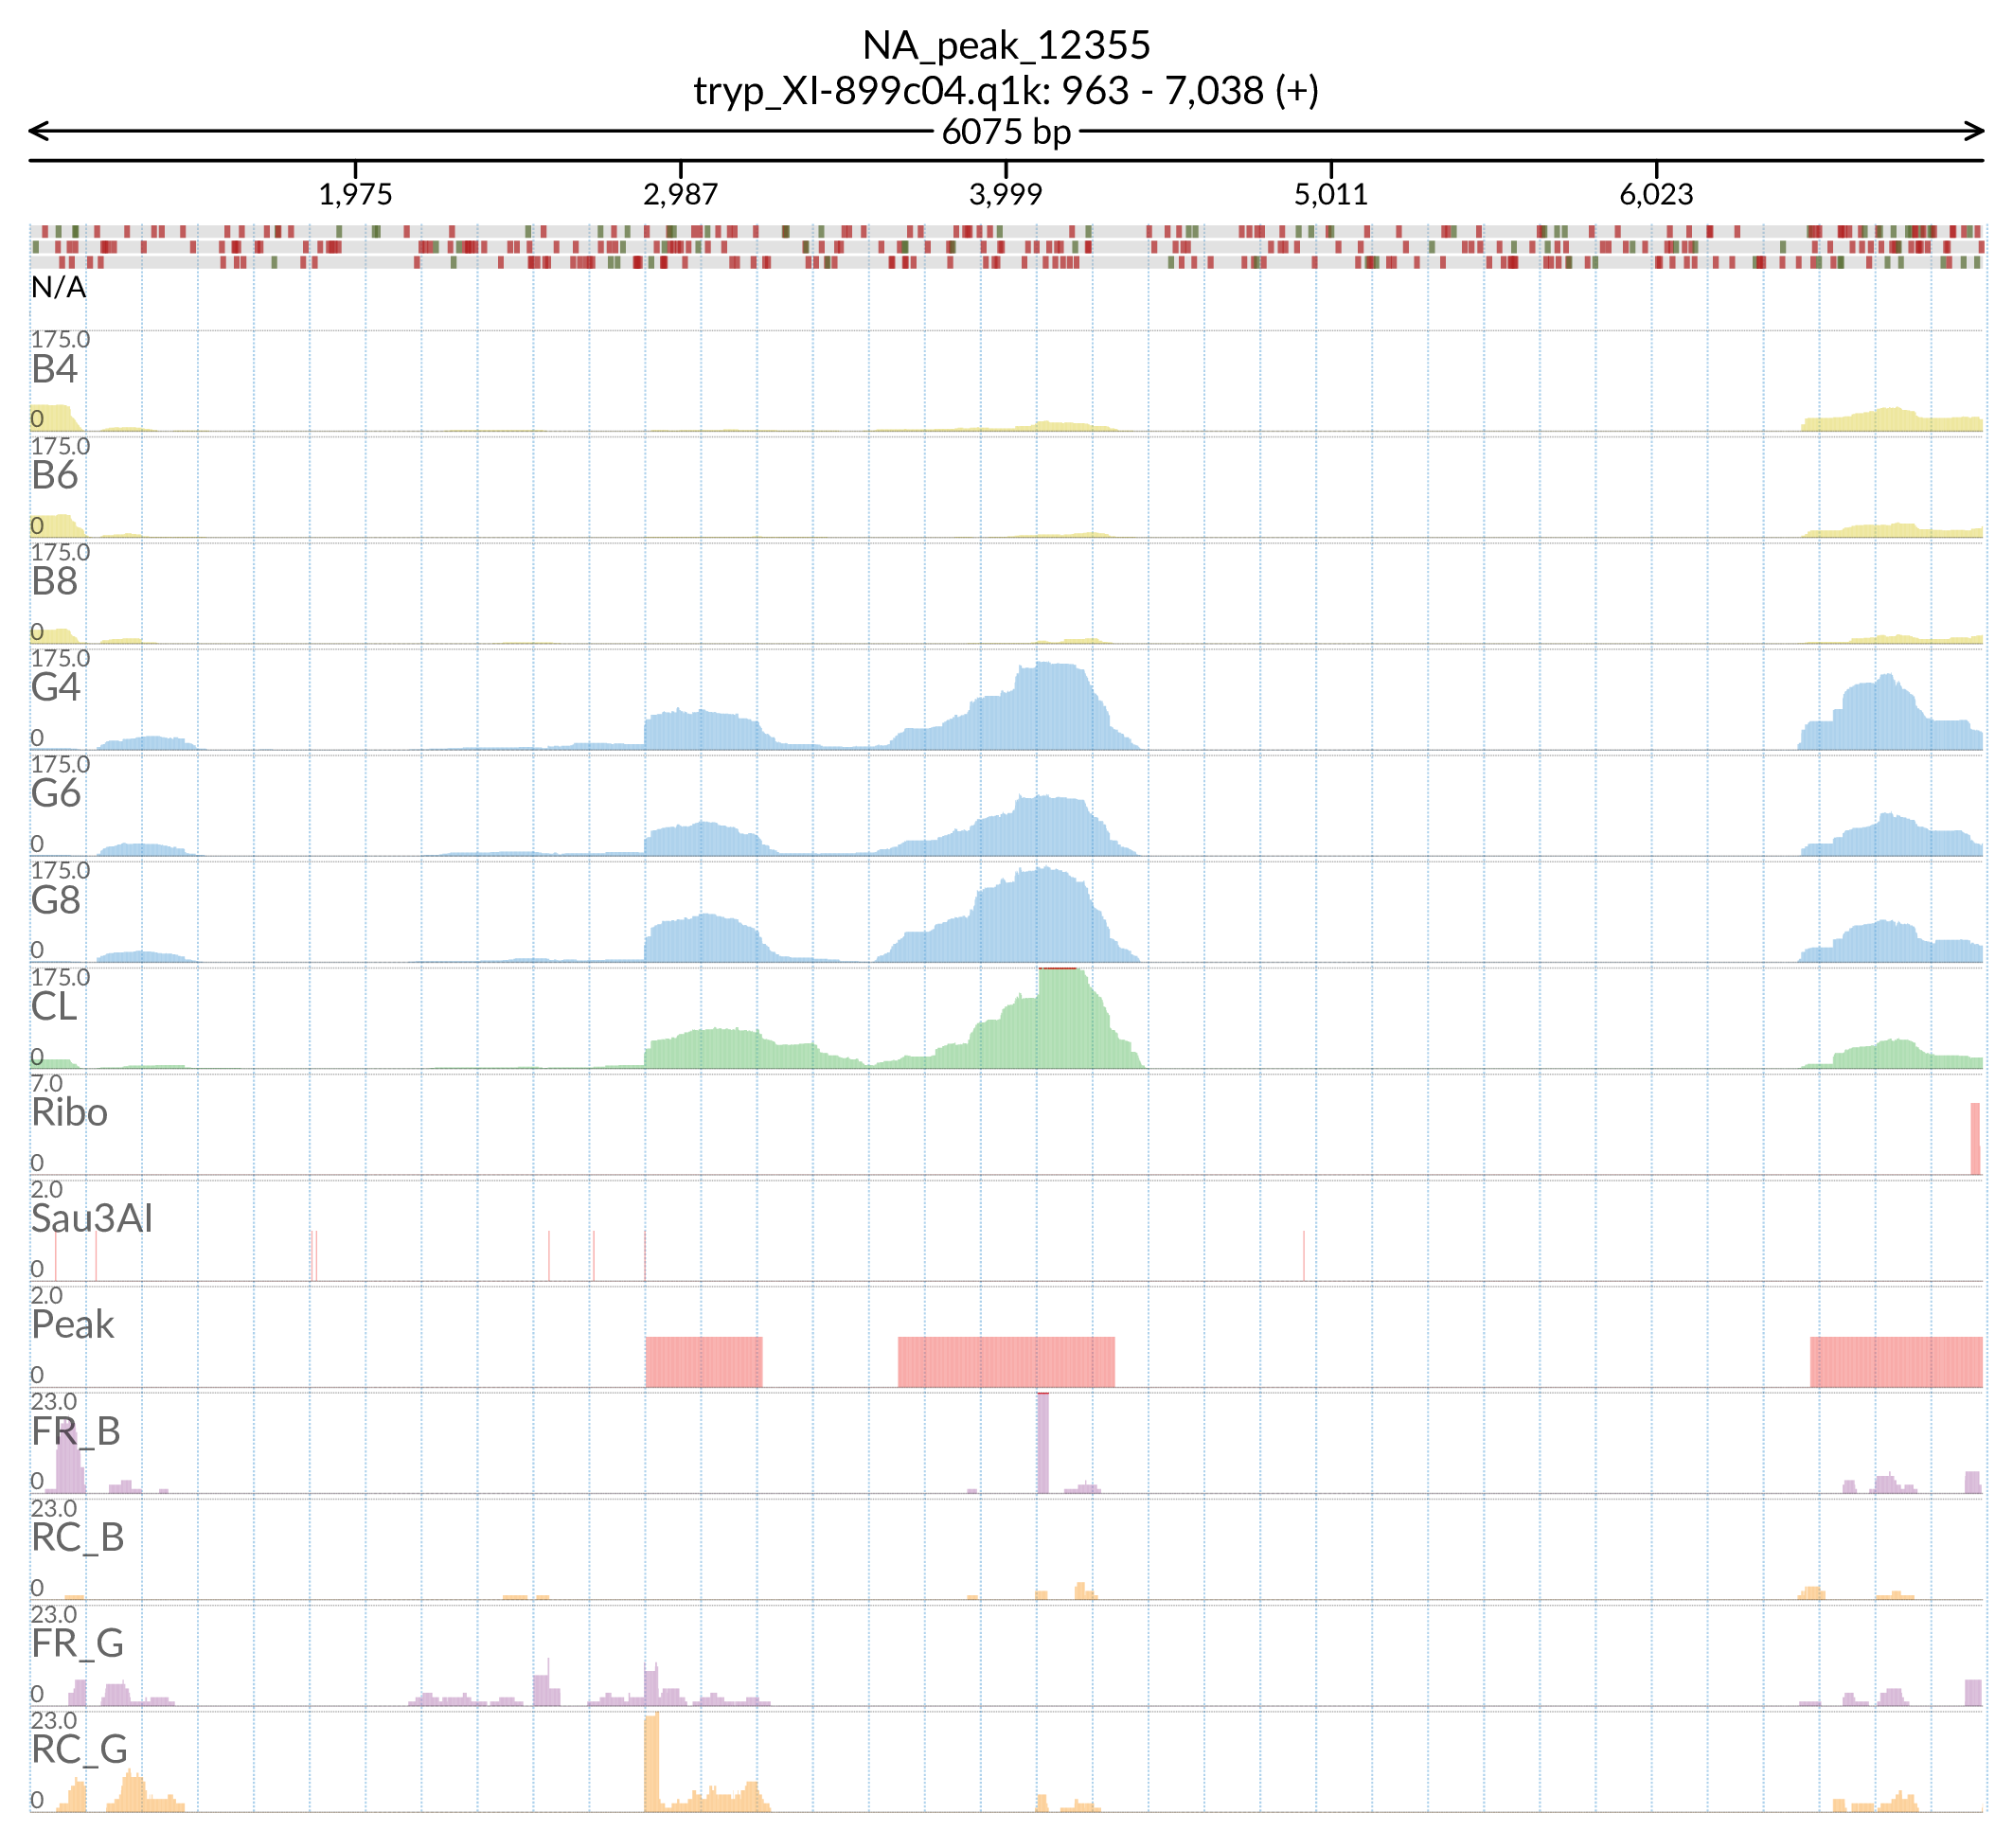 NA_peak_12355
tryp_XI-899c04.q1k: 963 - 7,038 (+)
6075 bp
1,975 2,987 3,999 5,011 6,023
N/A
175.0
B4
0
175.0
B6
0
175.0
B8
0
175.0
G4
0
175.0
G6
0
175.0
G8
0
175.0
CL
0
7.0
Ribo
0
2.0
Sau3AI
0
2.0
Peak
0
23.0
FR_B
0
23.0
RC_B
0
23.0
FR_G
0
23.0
RC_G
0